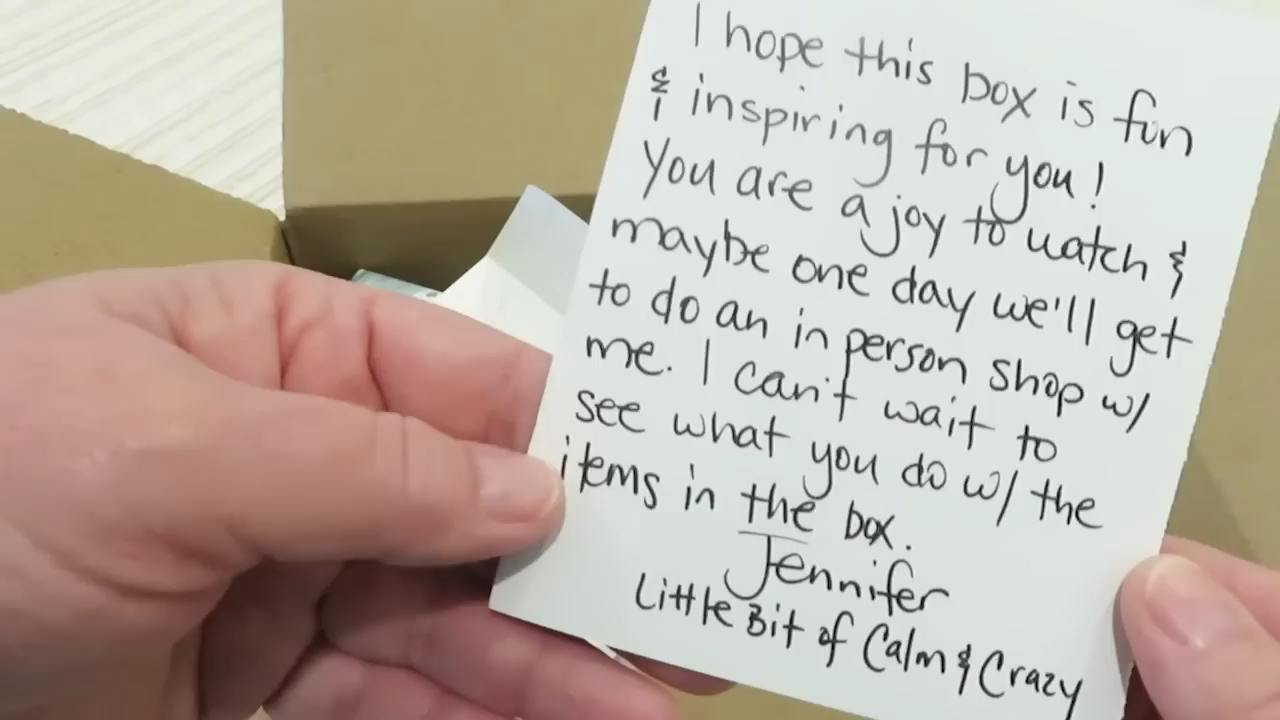 I hope this box is fun
& inspiring for you!
You are a joy to watch &
maybe one day we'll get
to do an in person shop w/
me. I can't wait to
see what you do w/ the
items in the box.
Jennifer
Little Bit of Calm & Crazy